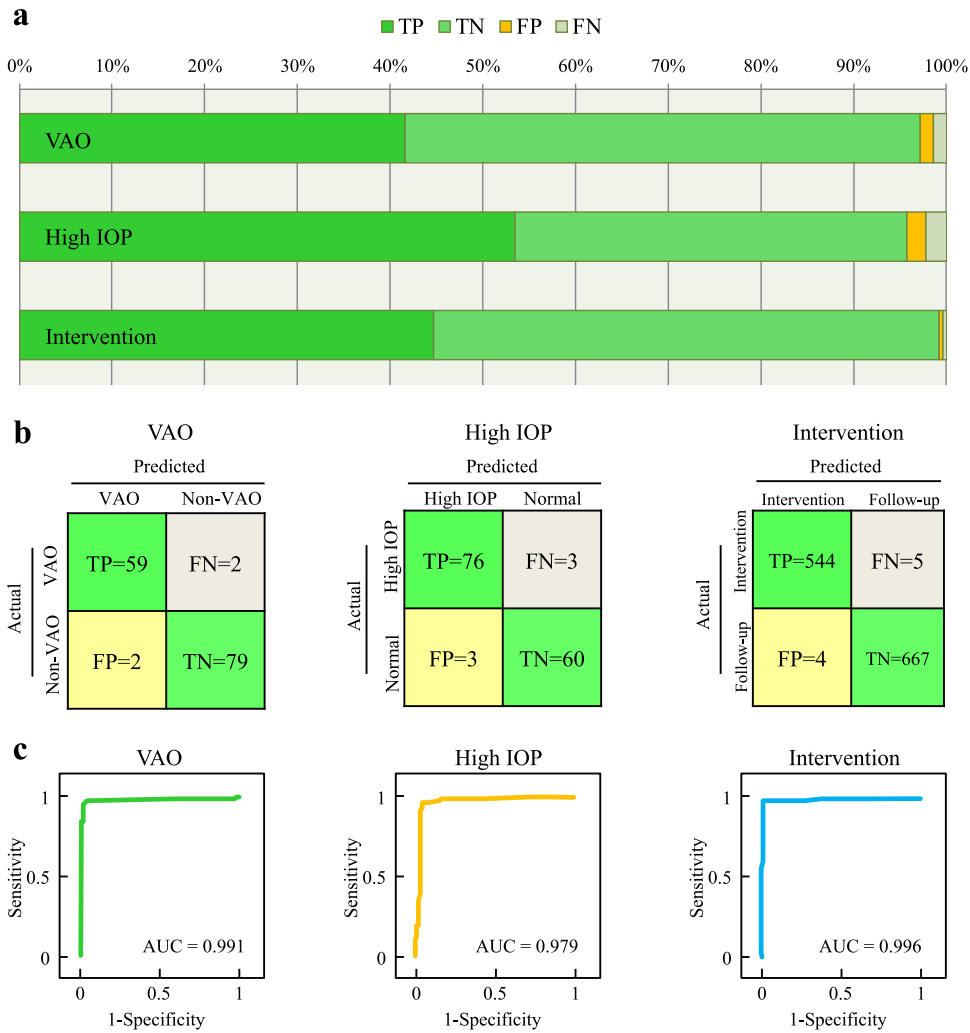 a
TP TN FP FN
0% 10% 20% 30% 40% 50% 60% 70% 80% 90% 100%
VAO
High IOP
Intervention
b
VAO High IOP Intervention
Predicted Predicted Predicted
VAO Non-VAO High IOP Normal Intervention Follow-up
Actual VAO TP=59 FN=2 Actual High IOP TP=76 FN=3 Actual Intervention TP=544 FN=5
Non-VAO FP=2 TN=79 Normal FP=3 TN=60 Follow-up FP=4 TN=667
c
VAO High IOP Intervention
1 1 1
Sensitivity 0.5 Sensitivity 0.5 Sensitivity 0.5
AUC = 0.991 AUC = 0.979 AUC = 0.996
0 0 0
0 0.5 1 0 0.5 1 0 0.5 1
1-Specificity 1-Specificity 1-Specificity